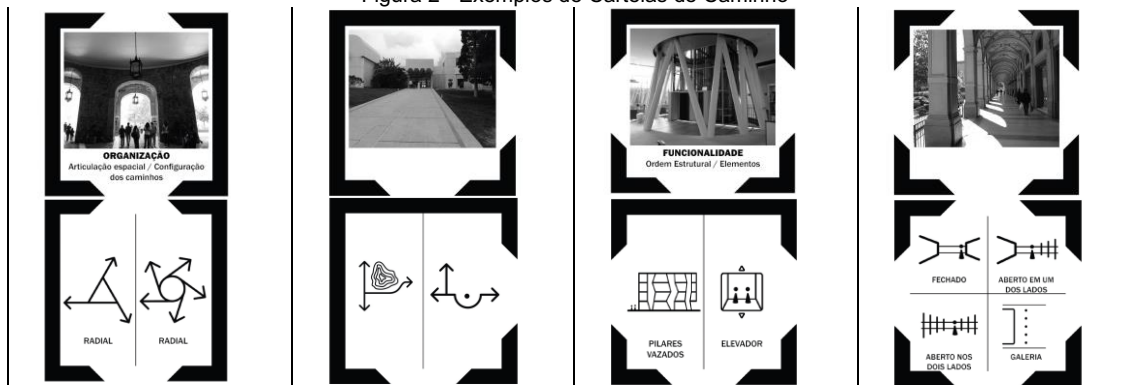 Figura 2 - Exemplos de Cartelas do Caminho
ORGANIZAÇÃO
Articulação espacial / Configuração
dos caminhos
RADIAL
RADIAL
FUNCIONALIDADE
Ordem Estrutural / Elementos
PILARES
VAZADOS
ELEVADOR
FECHADO
ABERTO EM UM
DOS LADOS
ABERTO NOS
DOIS LADOS
GALERIA